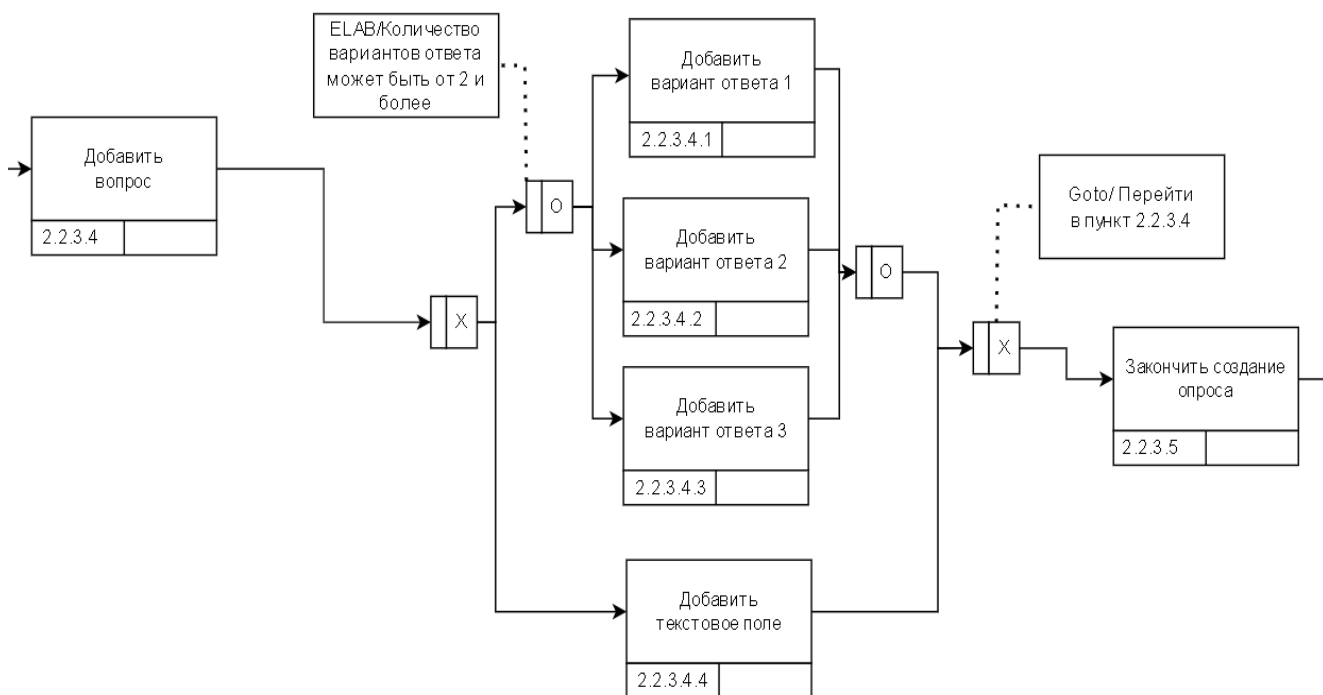 ELAB/Количество
вариантов ответа
может быть от 2 и
более
Добавить
вопрос
2.2.3.4
X
O
Добавить
вариант ответа 1
2.2.3.4.1
Добавить
вариант ответа 2
2.2.3.4.2
Добавить
вариант ответа 3
2.2.3.4.3
Добавить
текстовое поле
2.2.3.4.4
O
Goto/ Перейти
в пункт 2.2.3.4
X
Закончить создание
опроса
2.2.3.5